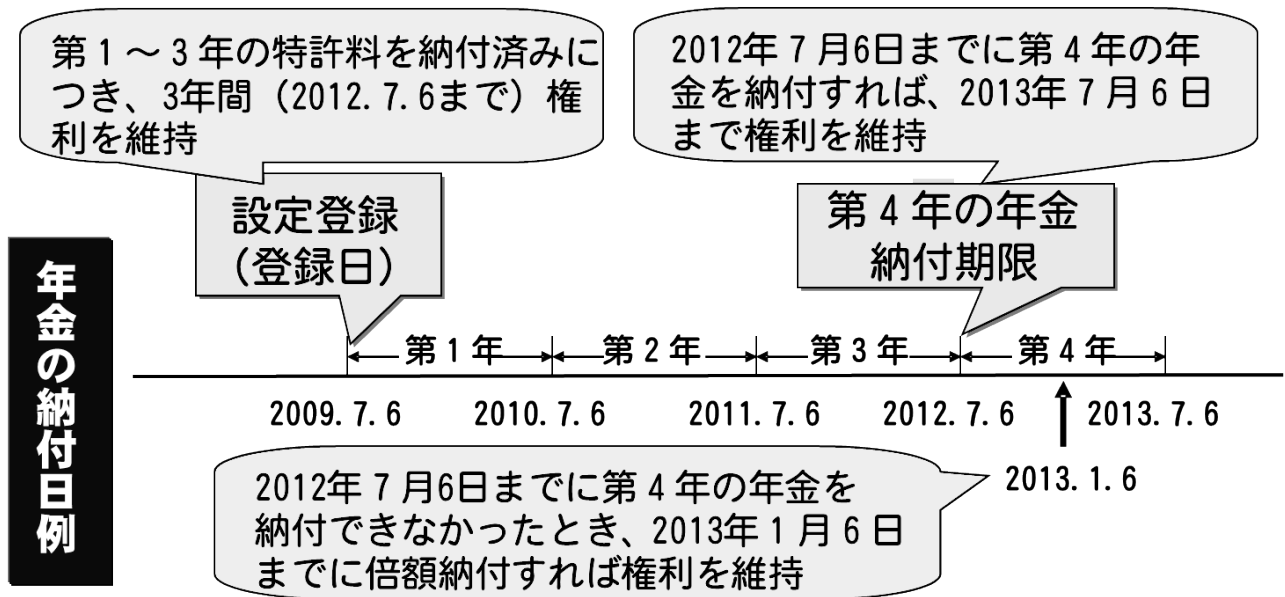 第1～3年の特許料を納付済みに
つき、3年間（2012.7.6まで）権
利を維持
2012年7月6日までに第4年の年
金を納付すれば、2013年7月6日
まで権利を維持
設定登録
（登録日）
第4年の年金
納付期限
年金の納付日例
第1年
第2年
第3年
第4年
2009.7.6
2010.7.6
2011.7.6
2012.7.6
2013.7.6
2013.1.6
2012年7月6日までに第4年の年金を
納付できなかったとき、2013年1月6日
までに倍額納付すれば権利を維持